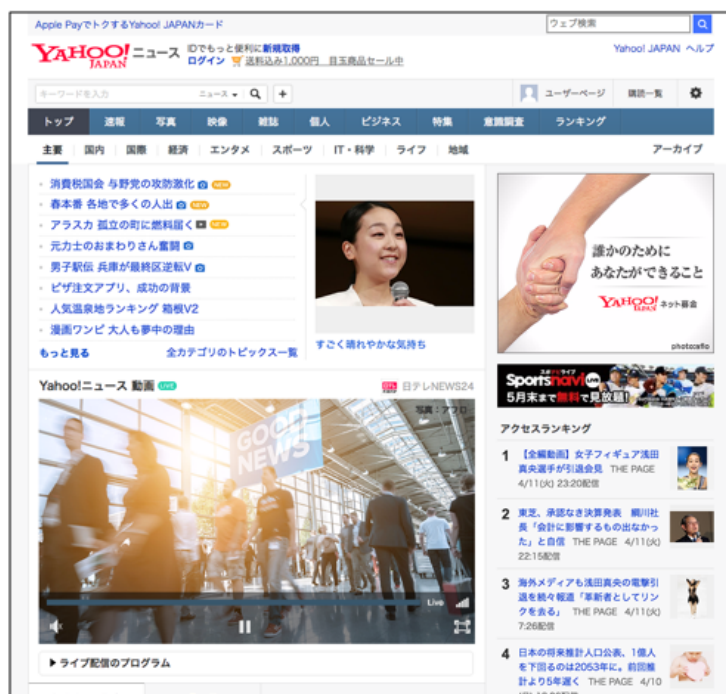 Apple PayでトクするYahoo! JAPANカード
ウェブ検索
YAHOO! JAPAN ニュース
IDでもっと便利に新規取得
ログイン 送料込み1,000円 目玉商品セール中
Yahoo! JAPAN ヘルプ
キーワードを入力 ニュース
ユーザーページ 購読一覧
トップ 速報 写真 映像 雑誌 個人 ビジネス 特集 意識調査 ランキング
主要 国内 国際 経済 エンタメ スポーツ IT・科学 ライフ 地域 アーカイブ
消費税国会 与野党の攻防激化 NEW
春本番 各地で多くの人出 NEW
アラスカ 孤立の町に燃料届く NEW
元力士のおまわりさん奮闘
男子駅伝 兵庫が最終区逆転V
ピザ注文アプリ、成功の背景
人気温泉地ランキング 箱根V2
漫画ワンピ 大人も夢中の理由
もっと見る 全カテゴリのトピックス一覧
すごく晴れやかな気持ち
Yahoo!ニュース 動画 LIVE
日テレNEWS24
写真:アフロ
GOOD NEWS
Live
ライブ配信のプログラム
誰かのために
あなたができること
YAHOO! JAPAN ネット募金
photo:aflo
Sportsnavi LIVE
5月末まで無料で見放題!
アクセスランキング
1 【全編動画】女子フィギュア浅田
真央選手が引退会見 THE PAGE
4/11(火) 23:20配信
2 東芝、承認なき決算発表 綱川社
長「会計に影響するもの出なかっ
た」と自信 THE PAGE 4/11(火)
22:15配信
3 海外メディアも浅田真央の電撃引
退を続々報道「革新者としてリン
クを去る」 THE PAGE 4/11(火)
7:26配信
4 日本の将来推計人口公表、1億人
を下回るのは2053年に。前回推
計より5年遅く THE PAGE 4/10